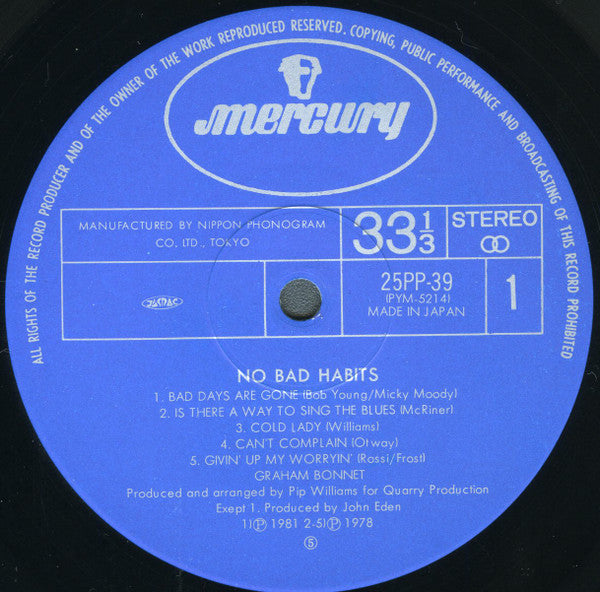 ALL RIGHTS OF THE RECORD PRODUCER AND OF THE OWNER OF THE WORK REPRODUCED RESERVED. COPYING, PUBLIC PERFORMANCE AND BROADCASTING OF THIS RECORD PROHIBITED
mercury
MANUFACTURED BY NIPPON PHONOGRAM
CO. LTD., TOKYO
33 1/3
STEREO
JASRAC
25PP-39
(PYM-5214)
MADE IN JAPAN
1
NO BAD HABITS
1. BAD DAYS ARE GONE (Bob Young/Micky Moody)
2. IS THERE A WAY TO SING THE BLUES (McRiner)
3. COLD LADY (Williams)
4. CAN'T COMPLAIN (Otway)
5. GIVIN' UP MY WORRYIN' (Rossi/Frost)
GRAHAM BONNET
Produced and arranged by Pip Williams for Quarry Production
Exept 1. Produced by John Eden
1)Ⓟ 1981 2-5)Ⓟ 1978
⑤